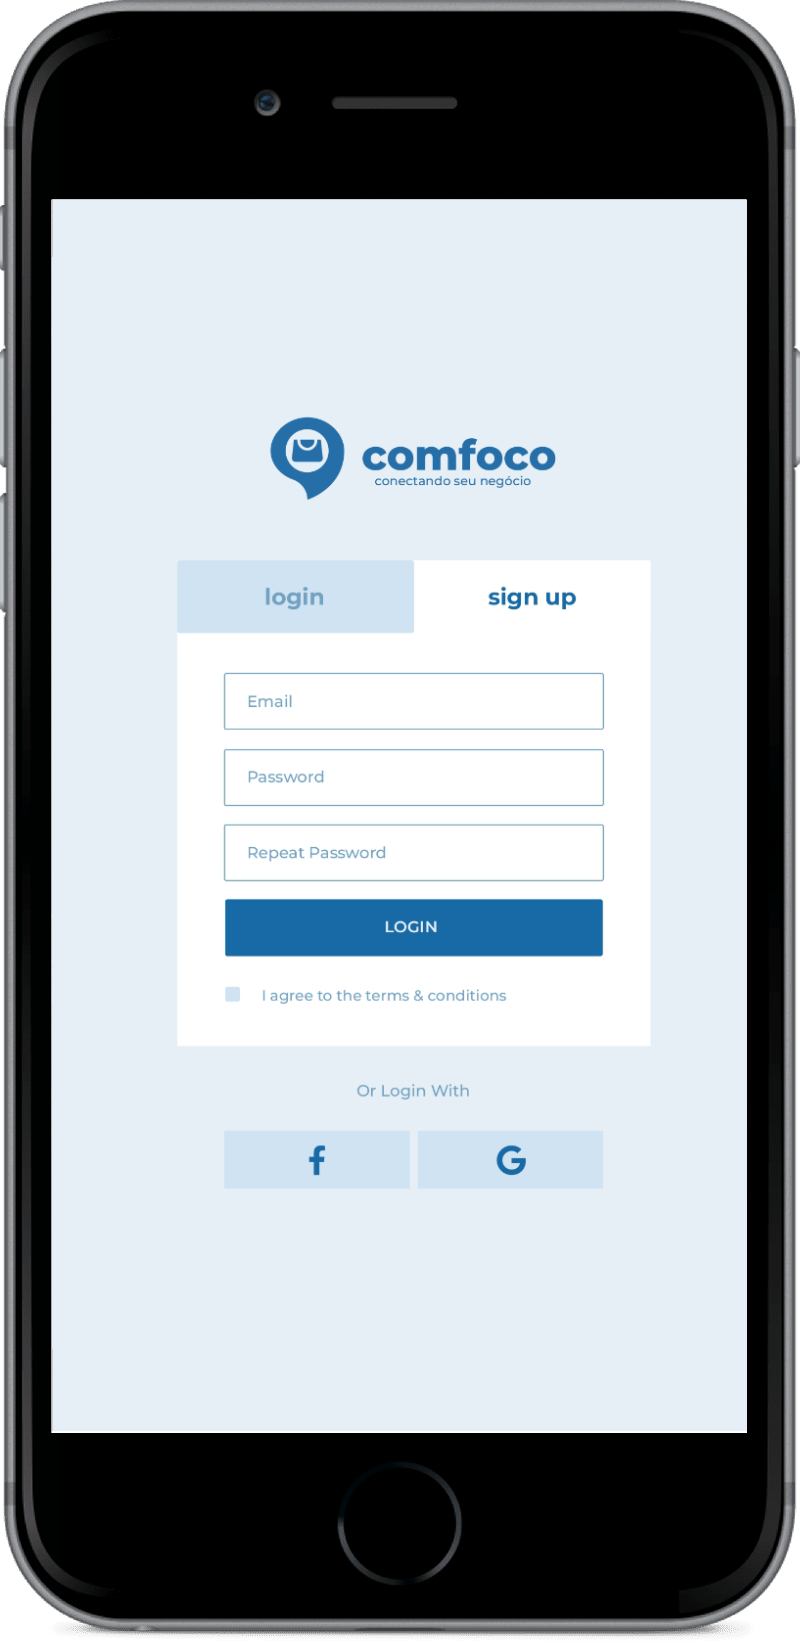 comfoco
conectando seu negócio
login
sign up
Email
Password
Repeat Password
LOGIN
I agree to the terms & conditions
Or Login With
f
G